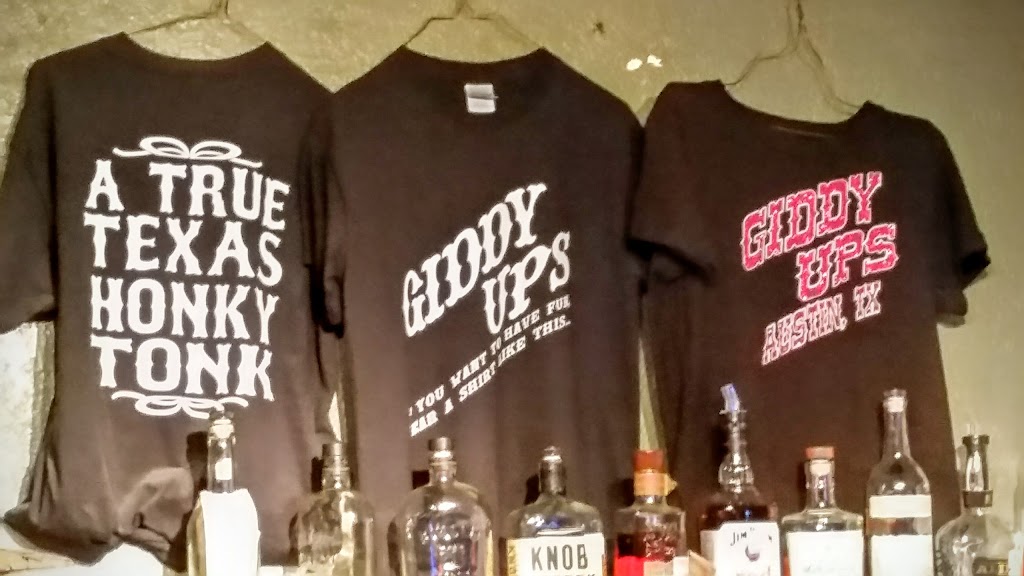 A TRUE
TEXAS
HONKY
TONK
GIDDY
UPS
YOU WANT TO HAVE FUN
A SHIRT LIKE THIS.
GIDDY
UPS
AUSTIN, TX
KNOB
JIM